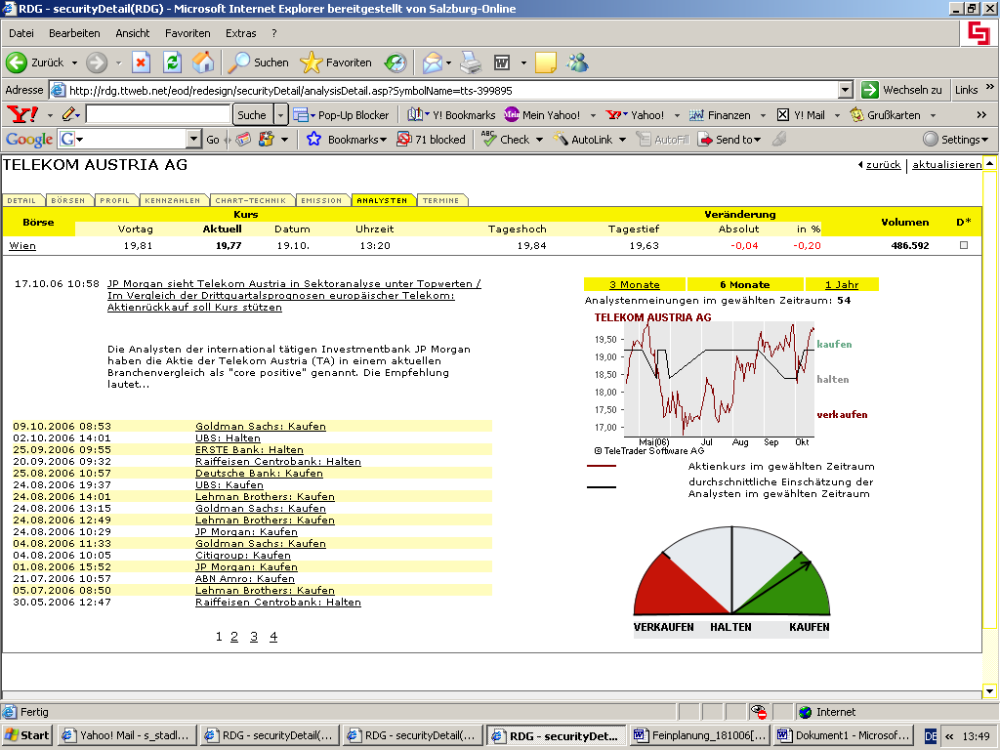 RDG - securityDetail(RDG) - Microsoft Internet Explorer bereitgestellt von Salzburg-Online
Datei Bearbeiten Ansicht Favoriten Extras ?
Zurück Suchen Favoriten
Adresse http://rdg.ttweb.net/eod/redesign/securityDetail/analysisDetail.asp?SymbolName=tts-399895 Wechseln zu Links »
Y! Suche Pop-Up Blocker Y! Bookmarks Mein Yahoo! Yahoo! Finanzen Y! Mail Grußkarten »
Google G Go Bookmarks 71 blocked Check AutoLink AutoFill Send to Settings
TELEKOM AUSTRIA AG
zurück | aktualisieren
DETAIL BÖRSEN PROFIL KENNZAHLEN CHART-TECHNIK EMISSION ANALYSTEN TERMINE
Börse Kurs Veränderung Volumen D*
Vortag Aktuell Datum Uhrzeit Tageshoch Tagestief Absolut in %
Wien 19,81 19,77 19.10. 13:20 19,84 19,63 -0,04 -0,20 486.592
17.10.06 10:58 JP Morgan sieht Telekom Austria in Sektoranalyse unter Topwerten /
Im Vergleich der Drittquartalsprognosen europäischer Telekom:
Aktienrückkauf soll Kurs stützen
Die Analysten der international tätigen Investmentbank JP Morgan
haben die Aktie der Telekom Austria (TA) in einem aktuellen
Branchenvergleich als "core positive" genannt. Die Empfehlung
lautet...
09.10.2006 08:53 Goldman Sachs: Kaufen
02.10.2006 14:01 UBS: Halten
25.09.2006 09:55 ERSTE Bank: Halten
20.09.2006 09:32 Raiffeisen Centrobank: Halten
25.08.2006 10:57 Deutsche Bank: Kaufen
24.08.2006 19:37 UBS: Kaufen
24.08.2006 14:01 Lehman Brothers: Kaufen
24.08.2006 13:15 Goldman Sachs: Kaufen
24.08.2006 12:49 Lehman Brothers: Kaufen
24.08.2006 10:29 JP Morgan: Kaufen
04.08.2006 11:33 Goldman Sachs: Kaufen
04.08.2006 10:05 Citigroup: Kaufen
01.08.2006 15:52 JP Morgan: Kaufen
21.07.2006 10:57 ABN Amro: Kaufen
05.07.2006 08:50 Lehman Brothers: Kaufen
30.05.2006 12:47 Raiffeisen Centrobank: Halten
1 2 3 4
3 Monate 6 Monate 1 Jahr
Analystenmeinungen im gewählten Zeitraum: 54
TELEKOM AUSTRIA AG
19,50
19,00
18,50
18,00
17,50
17,00
kaufen
halten
verkaufen
Mai(06) Jul Aug Sep Okt
© TeleTrader Software AG
Aktienkurs im gewählten Zeitraum
durchschnittliche Einschätzung der
Analysten im gewählten Zeitraum
VERKAUFEN HALTEN KAUFEN
Fertig Internet
Start Yahoo! Mail - s_stadl... RDG - securityDetail(... RDG - securityDetail(... RDG - securityDet... Feinplanung_181006[... Dokument1 - Microsof... DE « 13:49